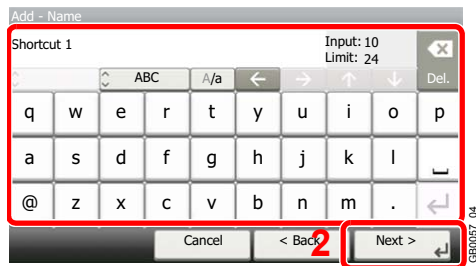 Add - Name
Shortcut 1
Input: 10
Limit: 24
ABC A/a Del.
q w e r t y u i o p
a s d f g h j k l
@ z x c v b n m .
Cancel < Back 2 Next >
GB0057_04